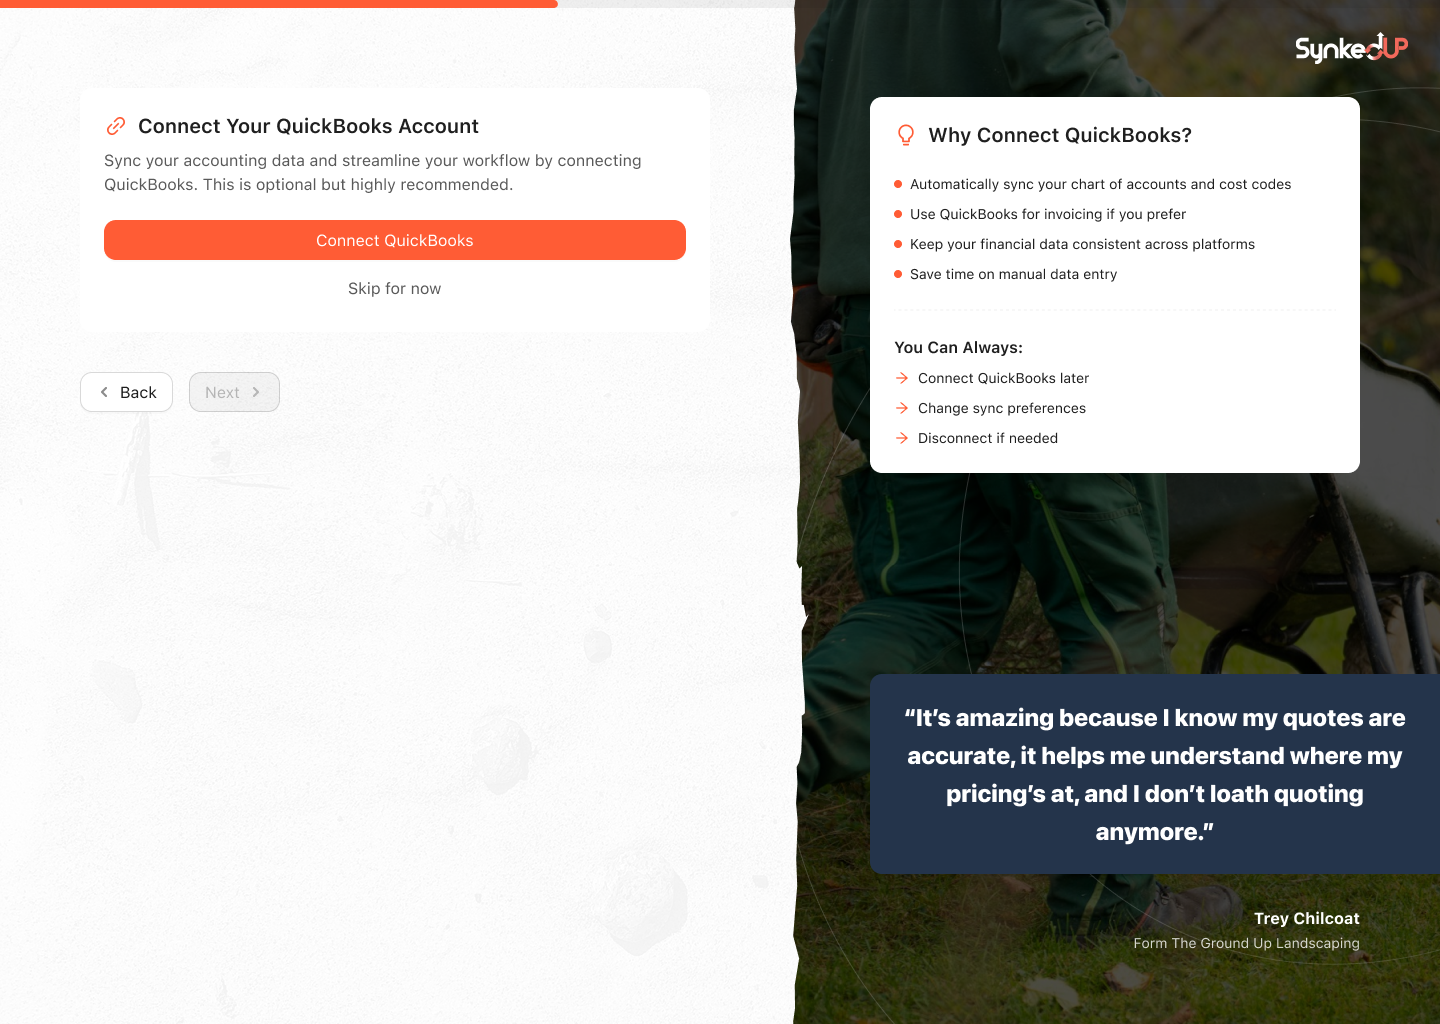 Connect Your QuickBooks Account
Sync your accounting data and streamline your workflow by connecting
QuickBooks. This is optional but highly recommended.
Connect QuickBooks
Skip for now
Back
Next
SynkedUP
Why Connect QuickBooks?
Automatically sync your chart of accounts and cost codes
Use QuickBooks for invoicing if you prefer
Keep your financial data consistent across platforms
Save time on manual data entry
You Can Always:
Connect QuickBooks later
Change sync preferences
Disconnect if needed
“It’s amazing because I know my quotes are
accurate, it helps me understand where my
pricing’s at, and I don’t loath quoting
anymore.”
Trey Chilcoat
Form The Ground Up Landscaping